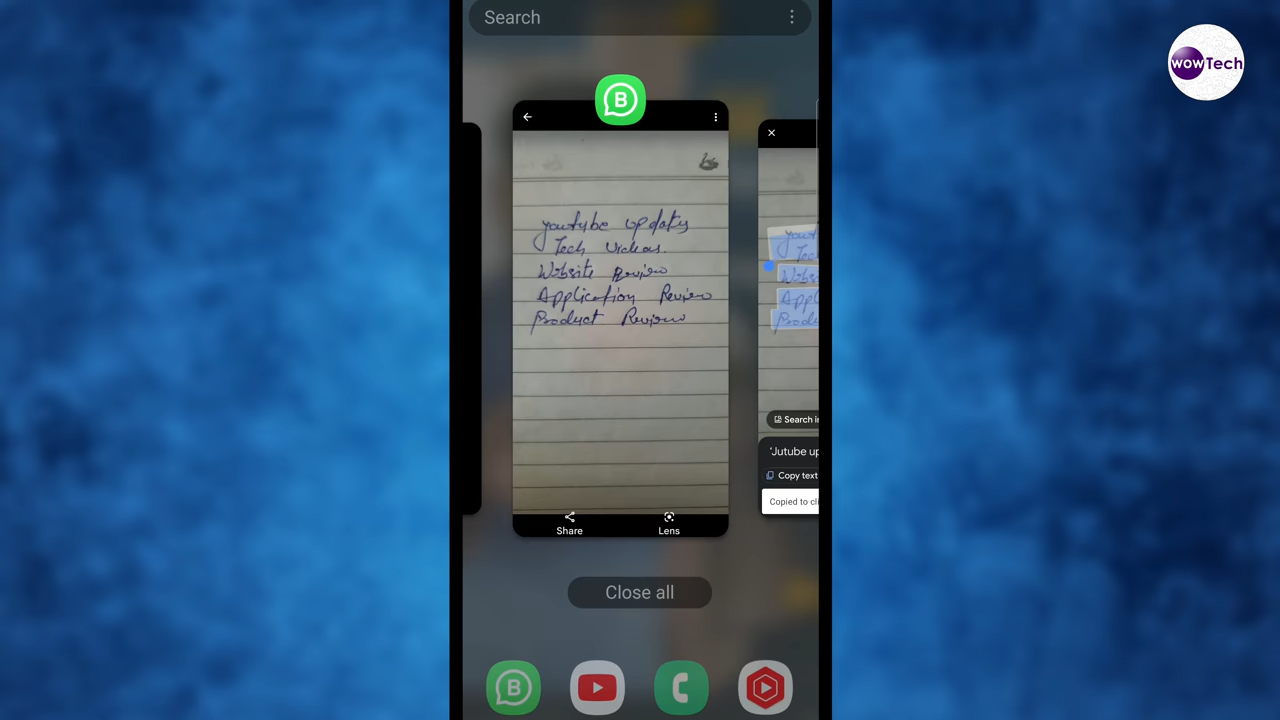 Search
wowTech
B
youtube updates
Tech Videos.
Website Review
Application Review
Product Review
Share
Lens
Search i
'Jutube up
Copy text
Copied to cli
Close all
B